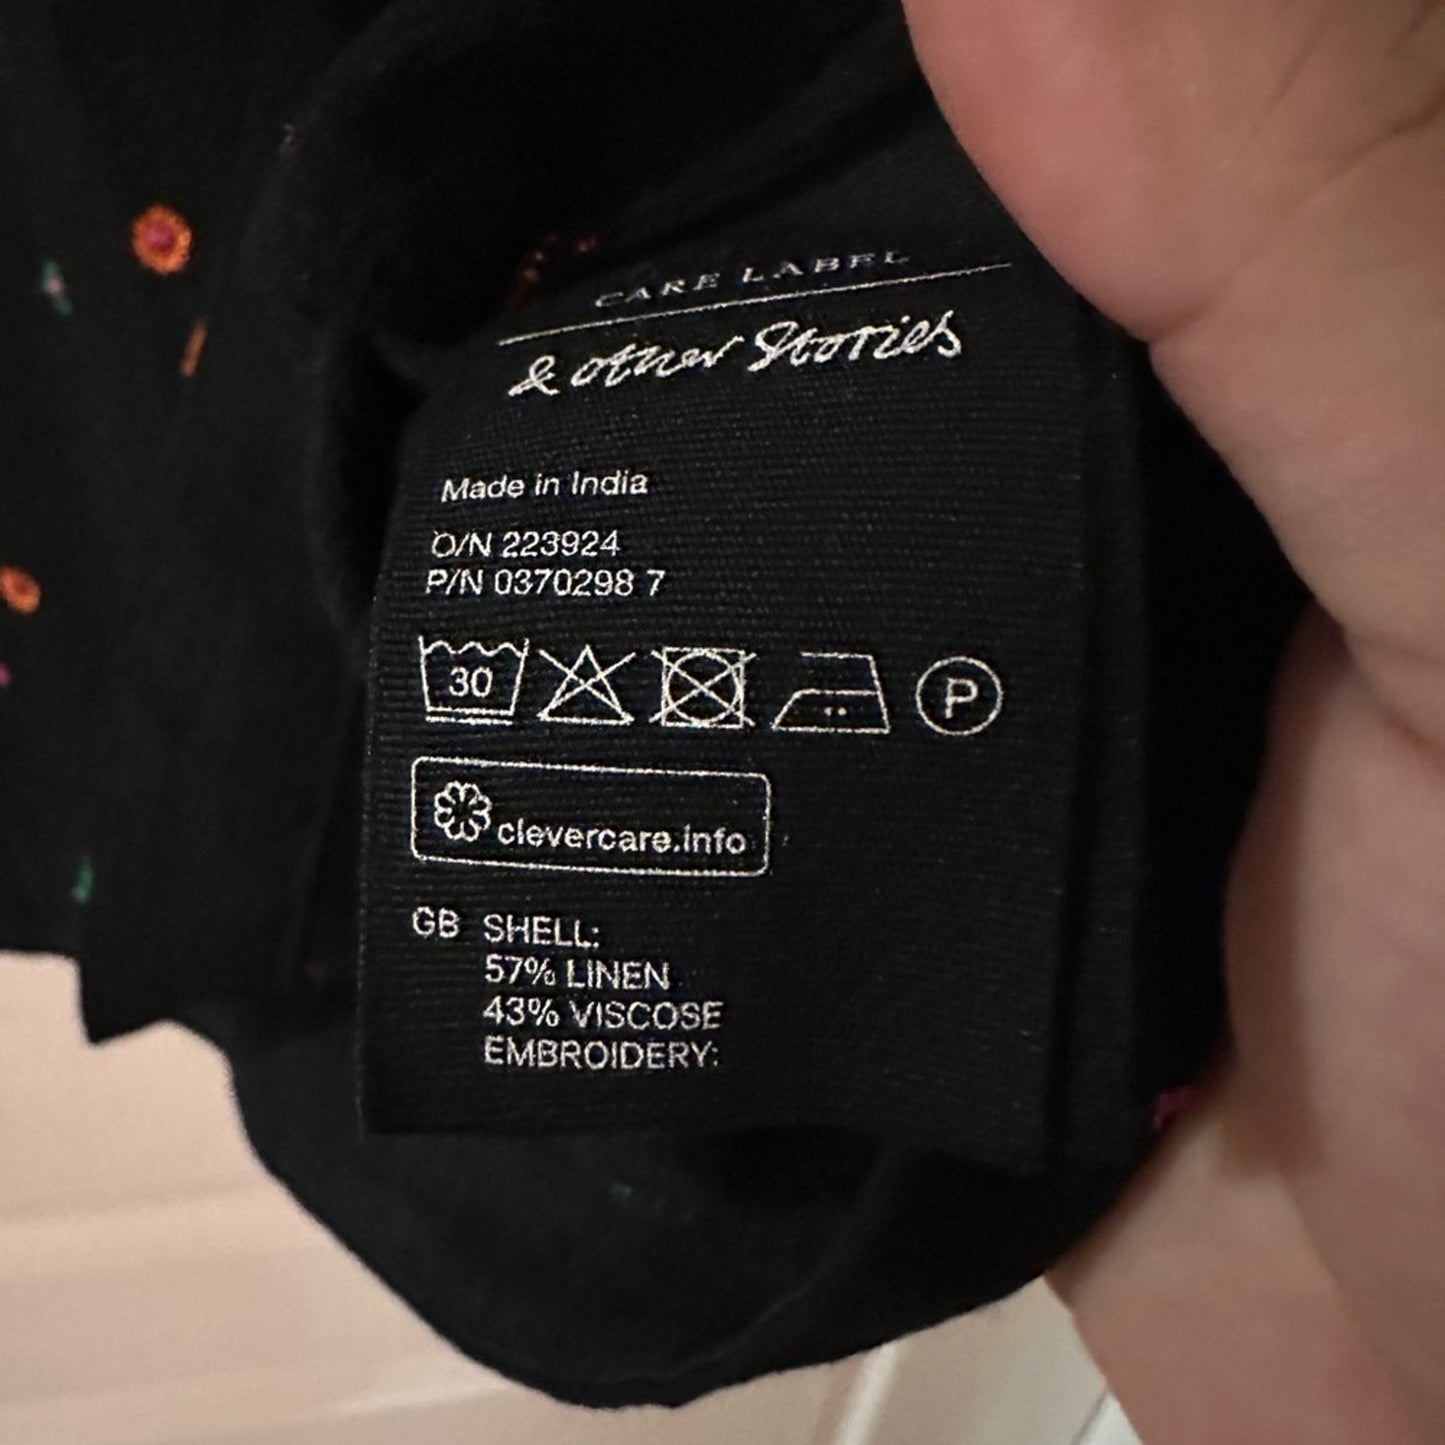 CARE LABEL
& other Stories
Made in India
O/N 223924
P/N 0370298 7
30
P
clevercare.info
GB SHELL:
57% LINEN
43% VISCOSE
EMBROIDERY: